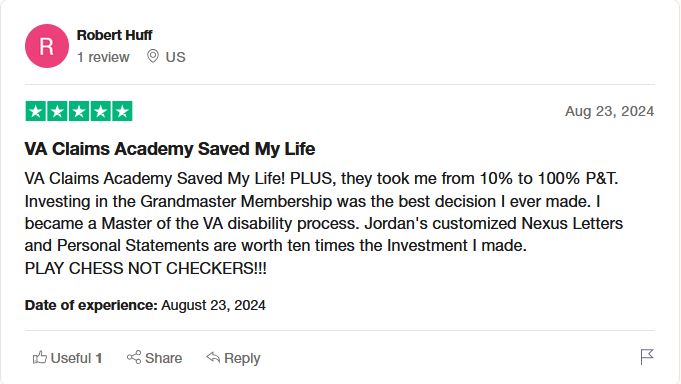 R
Robert Huff
1 review US
Aug 23, 2024
VA Claims Academy Saved My Life
VA Claims Academy Saved My Life! PLUS, they took me from 10% to 100% P&T.
Investing in the Grandmaster Membership was the best decision I ever made. I
became a Master of the VA disability process. Jordan's customized Nexus Letters
and Personal Statements are worth ten times the Investment I made.
PLAY CHESS NOT CHECKERS!!!
Date of experience: August 23, 2024
Useful 1 Share Reply